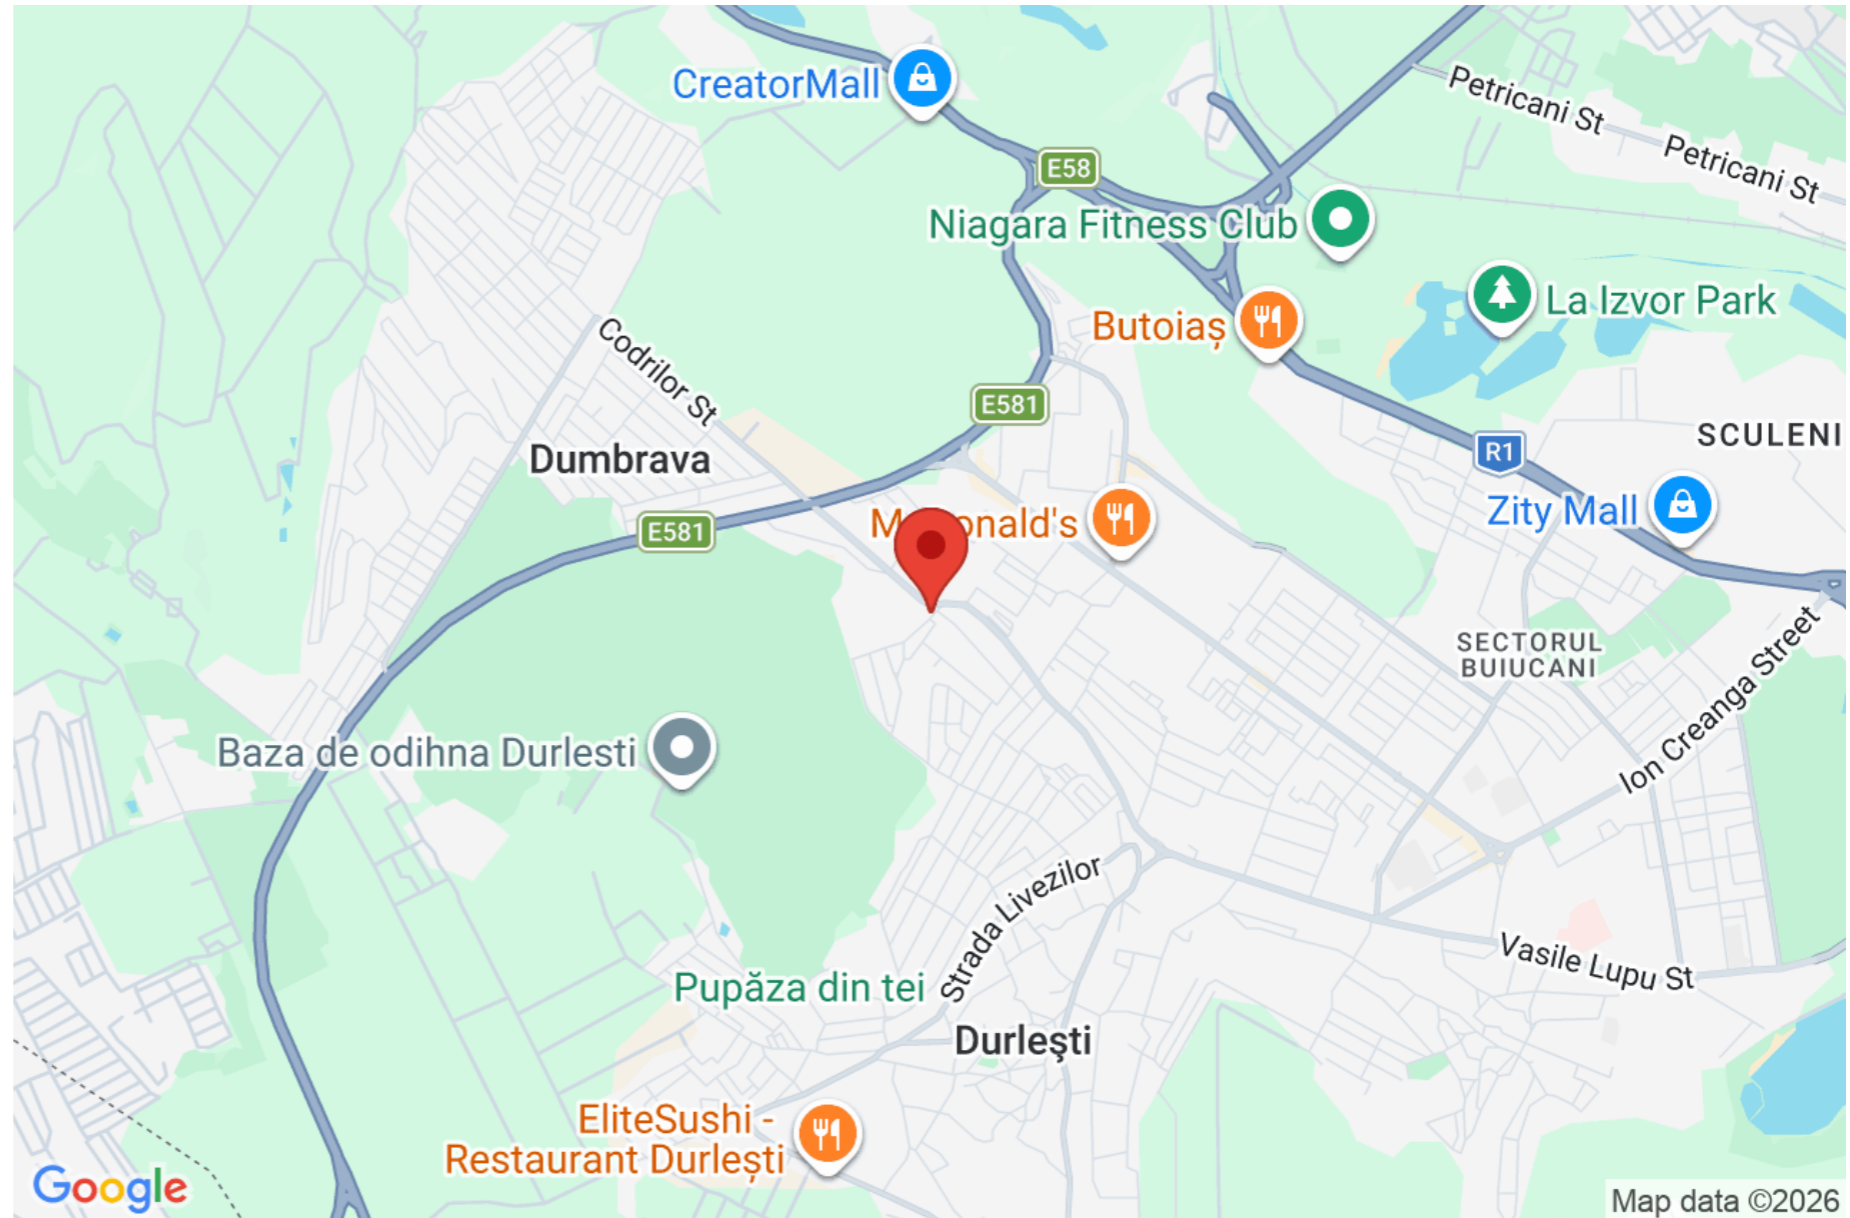 CreatorMall
Petricani St
Petricani St
E58
Niagara Fitness Club
La Izvor Park
Butoiaș
Codrilor St
E581
SCULENI
Dumbrava
R1
Zity Mall
McDonald's
E581
SECTORUL
BUIUCANI
Ion Creanga Street
Baza de odihna Durlesti
Strada Livezilor
Vasile Lupu St
Pupăza din tei
Durleşti
EliteSushi -
Restaurant Durlești
Google
Map data ©2026